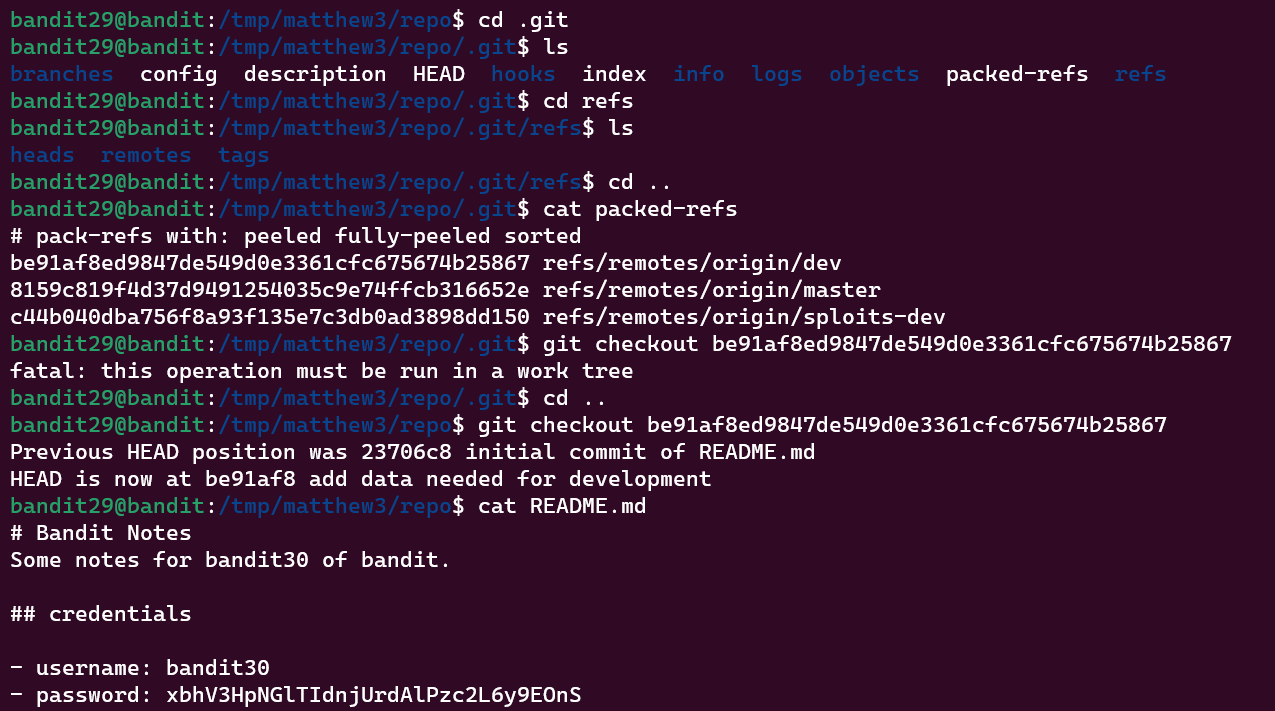 bandit29@bandit:/tmp/matthew3/repo$ cd .git
bandit29@bandit:/tmp/matthew3/repo/.git$ ls
branches  config  description  HEAD  hooks  index  info  logs  objects  packed-refs  refs
bandit29@bandit:/tmp/matthew3/repo/.git$ cd refs
bandit29@bandit:/tmp/matthew3/repo/.git/refs$ ls
heads  remotes  tags
bandit29@bandit:/tmp/matthew3/repo/.git/refs$ cd ..
bandit29@bandit:/tmp/matthew3/repo/.git$ cat packed-refs
# pack-refs with: peeled fully-peeled sorted
be91af8ed9847de549d0e3361cfc675674b25867 refs/remotes/origin/dev
8159c819f4d37d9491254035c9e74ffcb316652e refs/remotes/origin/master
c44b040dba756f8a93f135e7c3db0ad3898dd150 refs/remotes/origin/sploits-dev
bandit29@bandit:/tmp/matthew3/repo/.git$ git checkout be91af8ed9847de549d0e3361cfc675674b25867
fatal: this operation must be run in a work tree
bandit29@bandit:/tmp/matthew3/repo/.git$ cd ..
bandit29@bandit:/tmp/matthew3/repo$ git checkout be91af8ed9847de549d0e3361cfc675674b25867
Previous HEAD position was 23706c8 initial commit of README.md
HEAD is now at be91af8 add data needed for development
bandit29@bandit:/tmp/matthew3/repo$ cat README.md
# Bandit Notes
Some notes for bandit30 of bandit.

## credentials

- username: bandit30
- password: xbhV3HpNGlTIdnjUrdAlPzc2L6y9EOnS